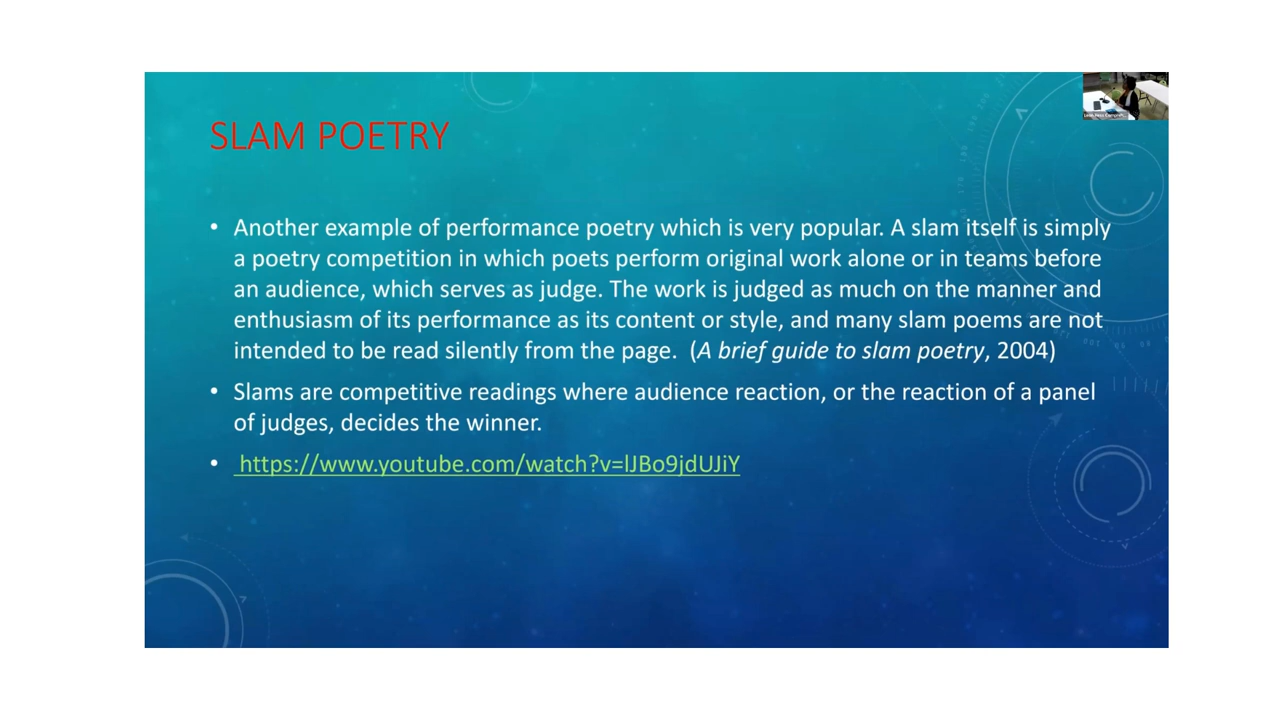 SLAM POETRY
• Another example of performance poetry which is very popular. A slam itself is simply
a poetry competition in which poets perform original work alone or in teams before
an audience, which serves as judge. The work is judged as much on the manner and
enthusiasm of its performance as its content or style, and many slam poems are not
intended to be read silently from the page. (A brief guide to slam poetry, 2004)
• Slams are competitive readings where audience reaction, or the reaction of a panel
of judges, decides the winner.
• https://www.youtube.com/watch?v=lJBo9jdUJiY